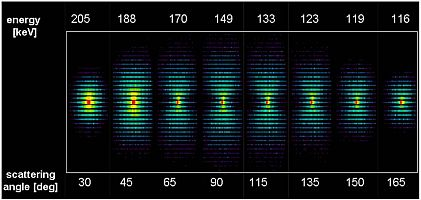 energy 205 188 170 149 133 123 119 116
[keV]
scattering
angle [deg] 30 45 65 90 115 135 150 165